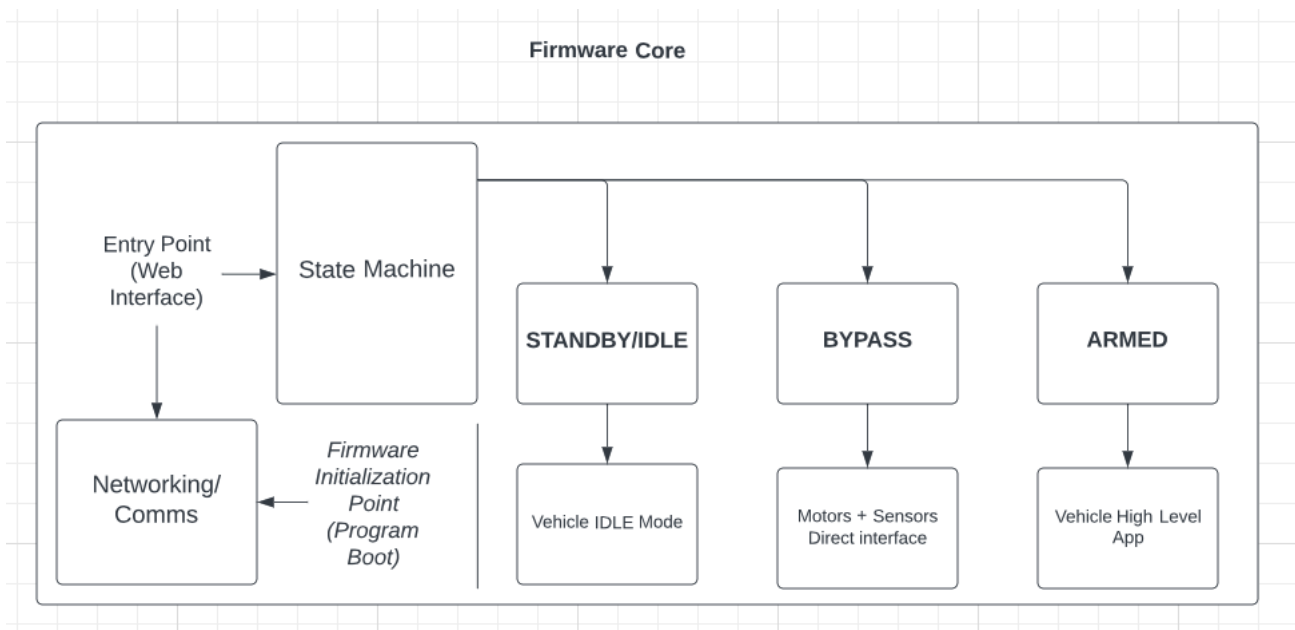 Firmware Core
Entry Point
(Web
Interface)
State Machine
STANDBY/IDLE
BYPASS
ARMED
Networking/
Comms
Firmware
Initialization
Point
(Program
Boot)
Vehicle IDLE Mode
Motors + Sensors
Direct interface
Vehicle High Level
App